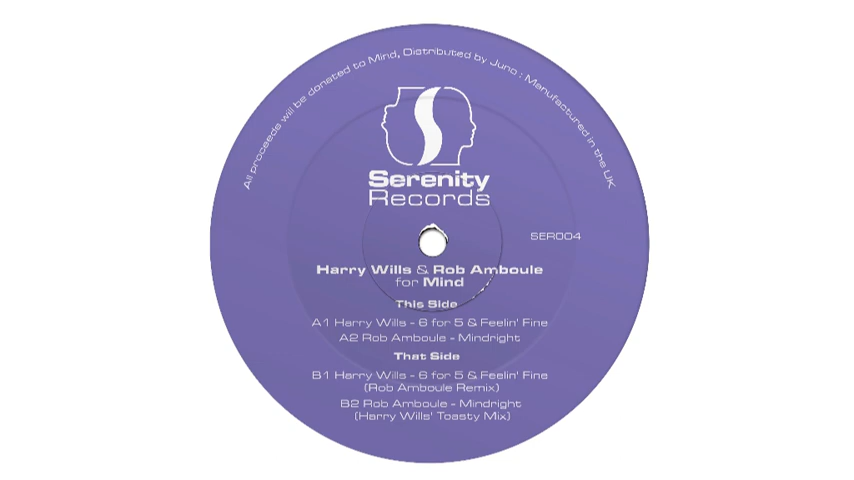 All proceeds will be donated to Mind, Distributed by Juno : Manufactured in the UK
Serenity
Records
SER004
Harry Wills & Rob Amboule
for Mind
This Side
A1 Harry Wills - 6 for 5 & Feelin' Fine
A2 Rob Amboule - Mindright
That Side
B1 Harry Wills - 6 for 5 & Feelin' Fine
(Rob Amboule Remix)
B2 Rob Amboule - Mindright
(Harry Wills' Toasty Mix)